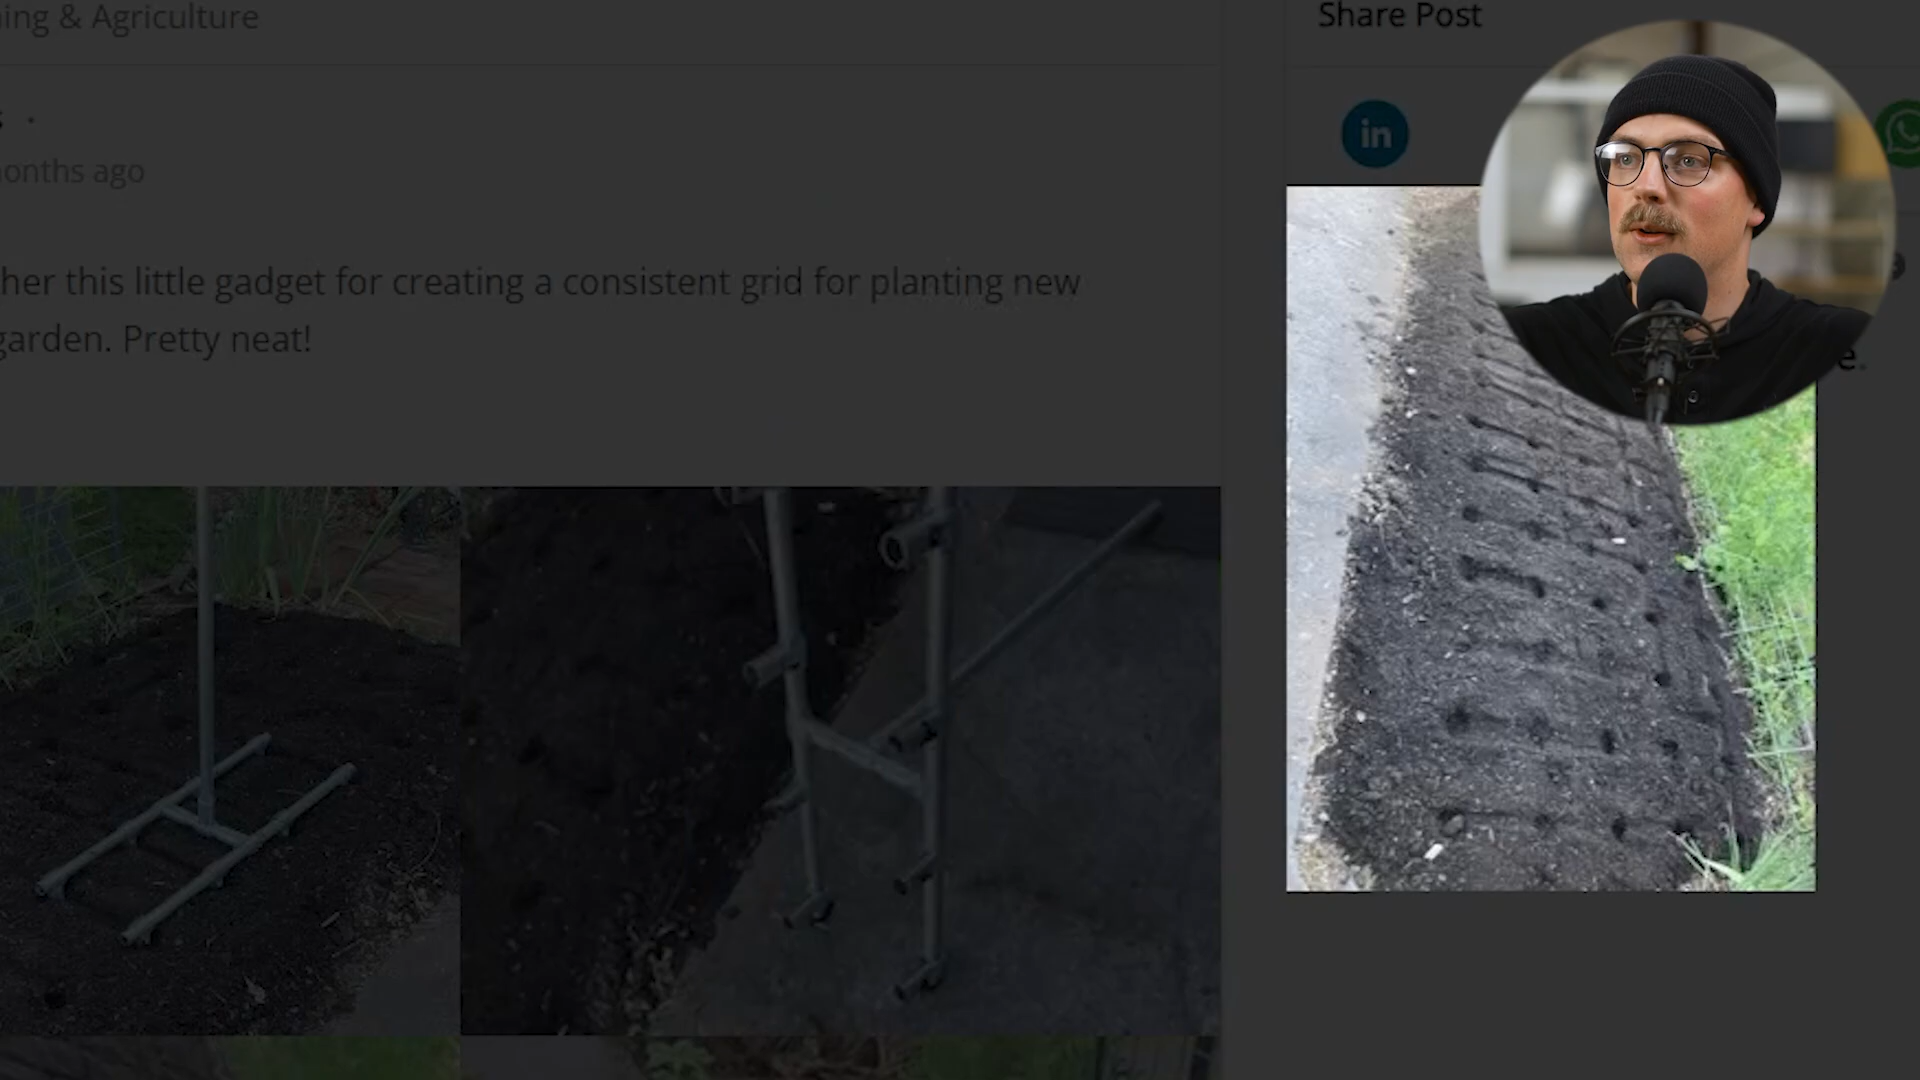 ing & Agriculture
Share Post
in
onths ago
her this little gadget for creating a consistent grid for planting new
garden. Pretty neat!
e.